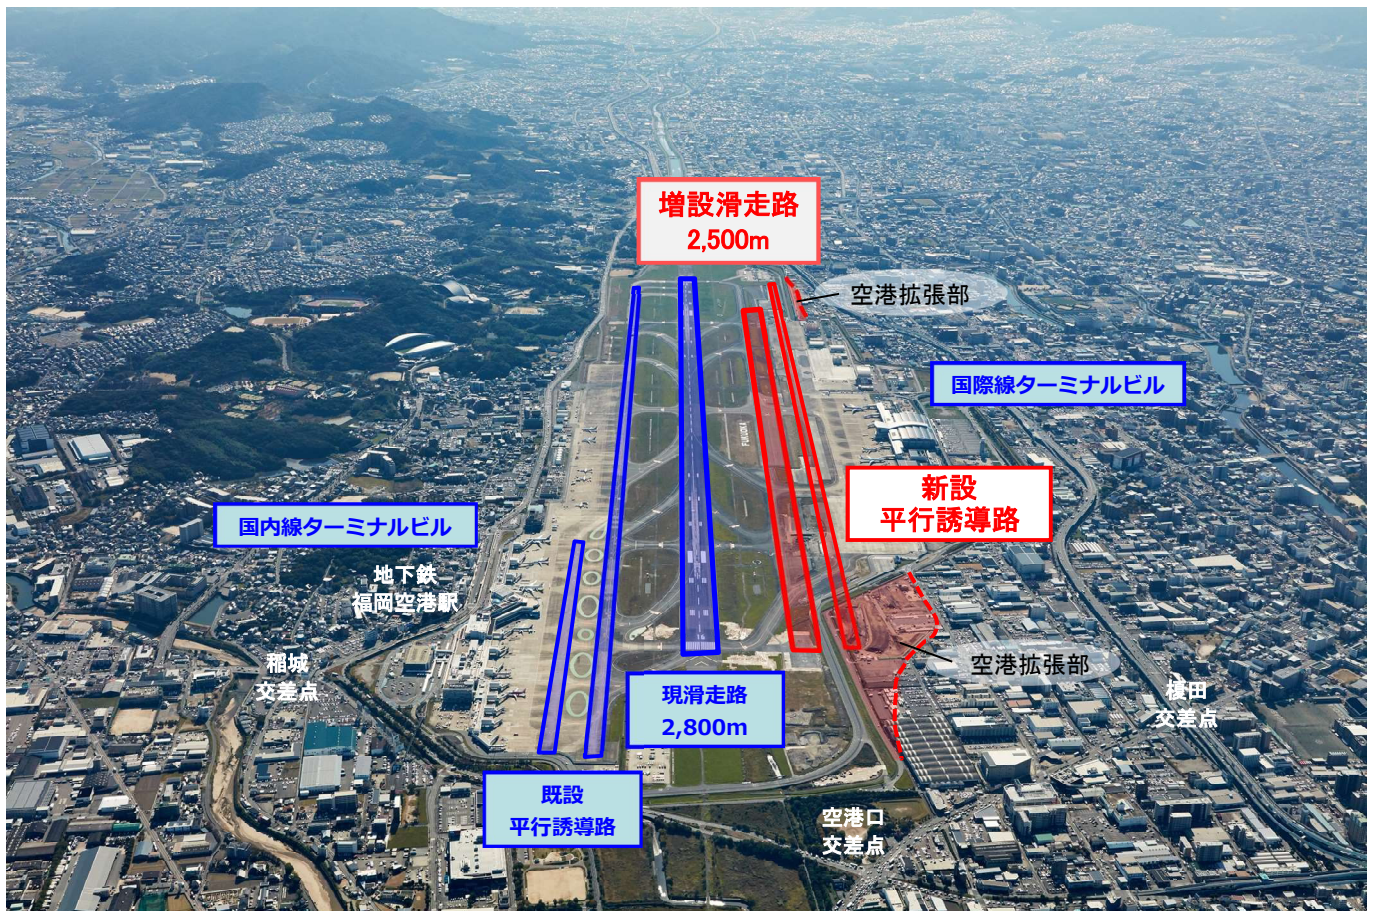 増設滑走路
2,500m
空港拡張部
国際線ターミナルビル
FUKUOKA
新設
平行誘導路
国内線ターミナルビル
地下鉄
福岡空港駅
16
稲城
交差点
空港拡張部
現滑走路
2,800m
榎田
交差点
既設
平行誘導路
空港口
交差点